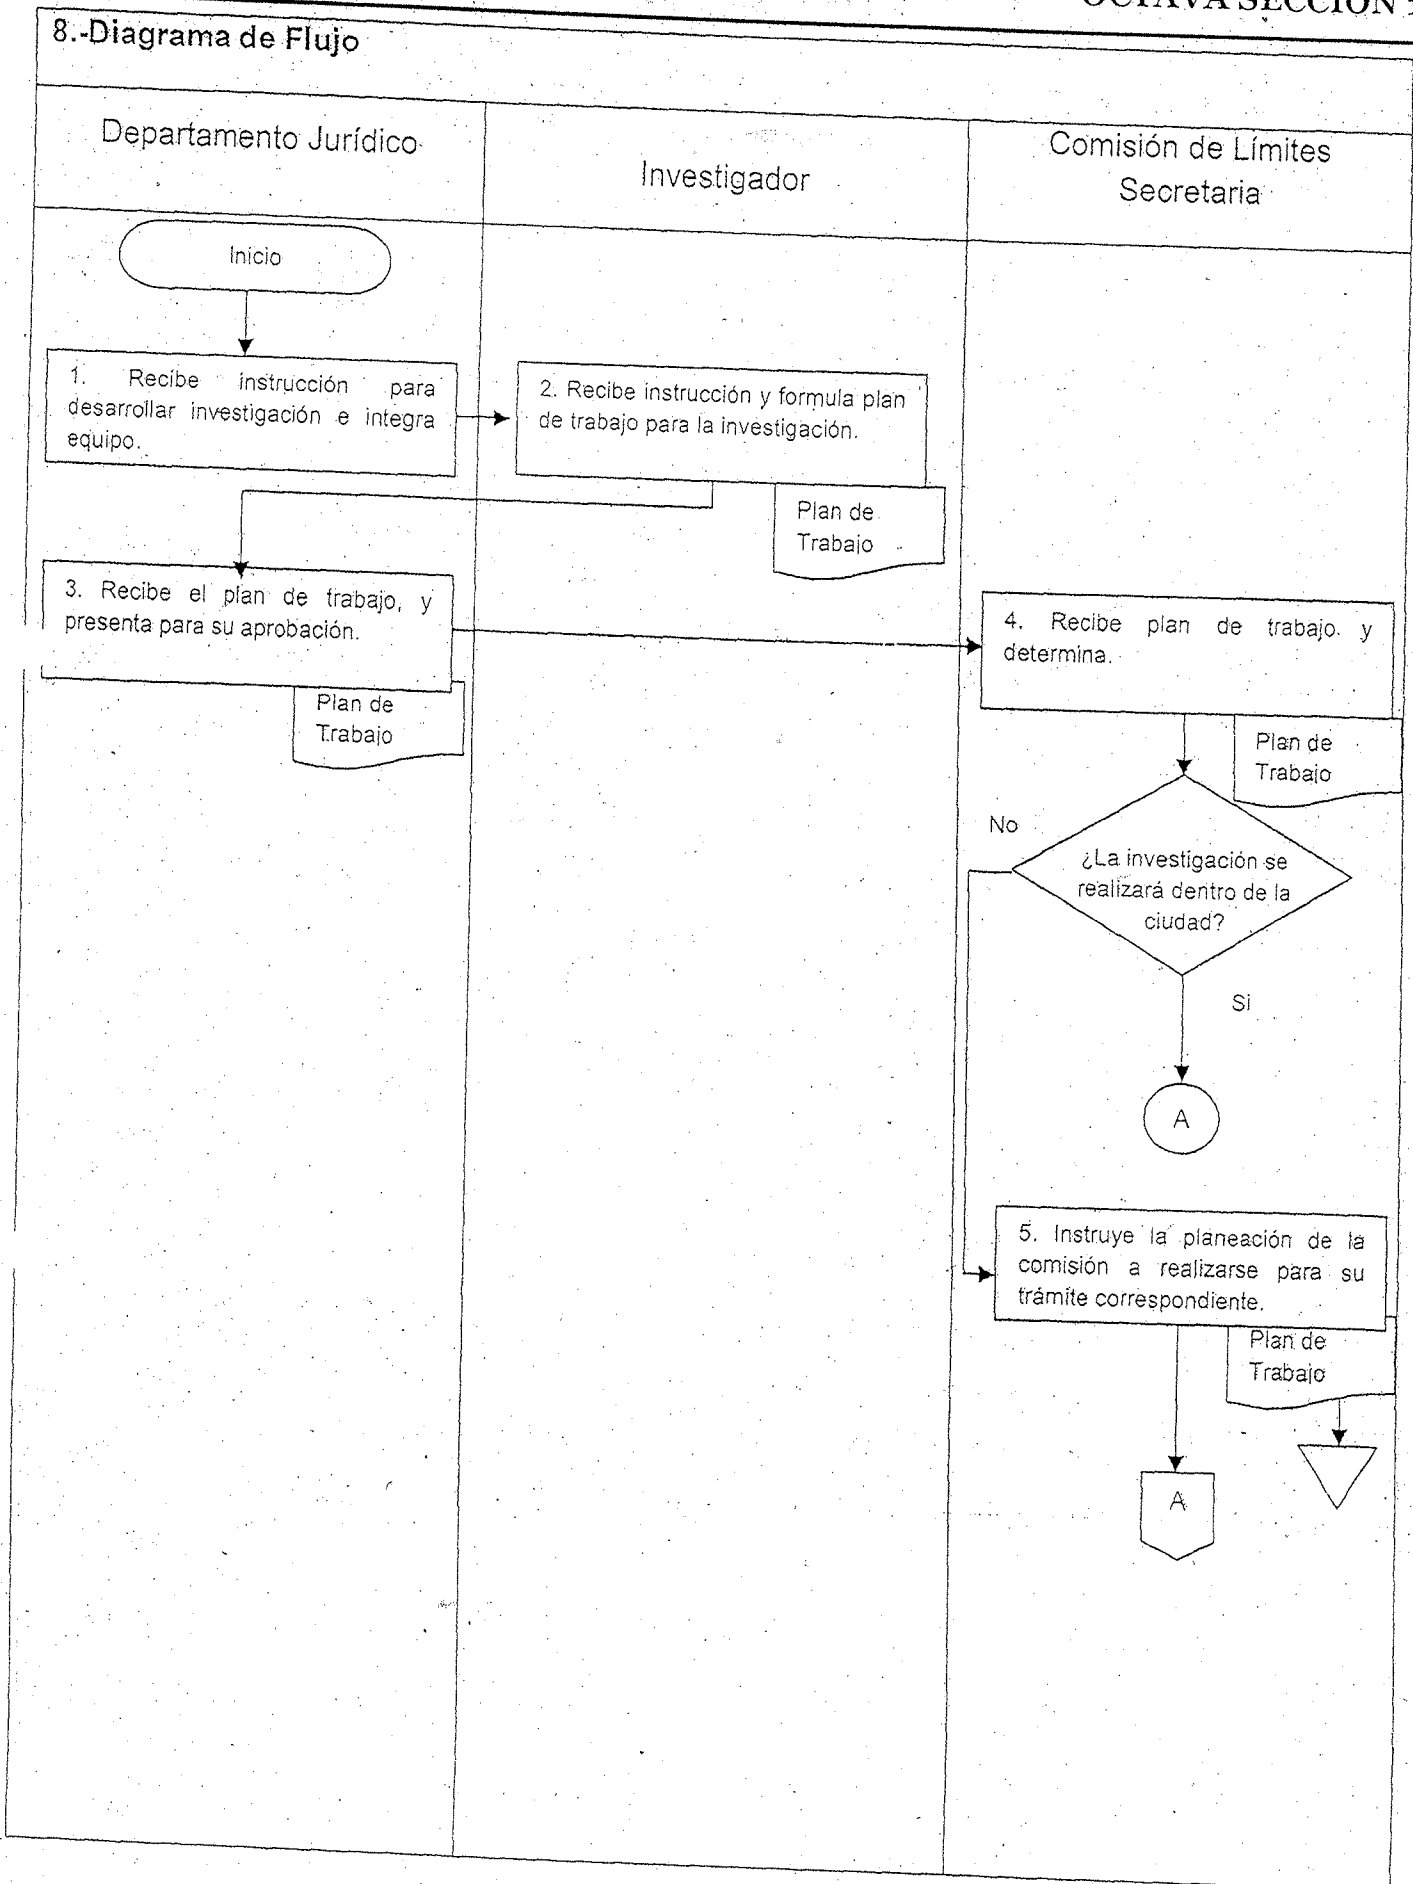 OCTAVA SECCIÓN
8.-Diagrama de Flujo
Departamento Jurídico
Investigador
Comisión de Límites
Secretaria
Inicio
1. Recibe instrucción para
desarrollar investigación e integra
equipo.
2. Recibe instrucción y formula plan
de trabajo para la investigación.
Plan de
Trabajo
3. Recibe el plan de trabajo, y
presenta para su aprobación.
Plan de
Trabajo
4. Recibe plan de trabajo y
determina.
Plan de
Trabajo
No
¿La investigación se
realizará dentro de la
ciudad?
Si
A
5. Instruye la planeación de la
comisión a realizarse para su
trámite correspondiente.
Plan de
Trabajo
A